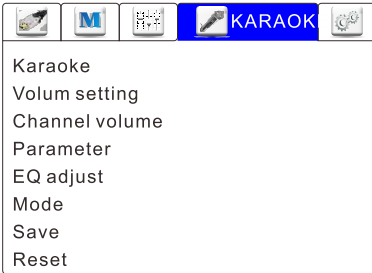 M KARAOK
Karaoke
Volum setting
Channel volume
Parameter
EQ adjust
Mode
Save
Reset